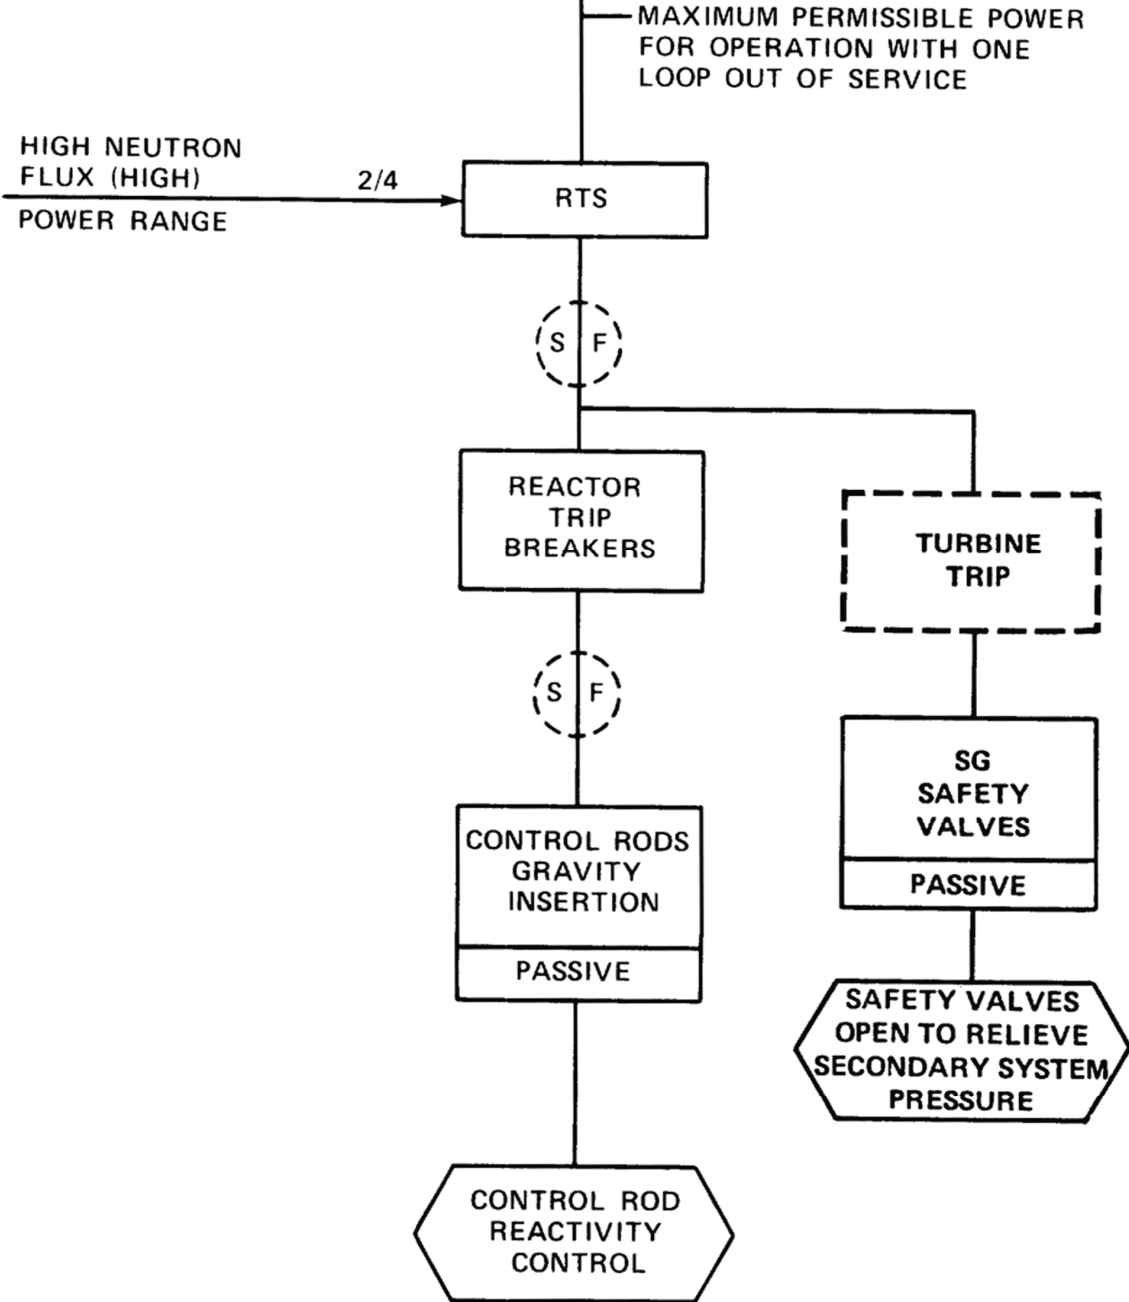 MAXIMUM PERMISSIBLE POWER
FOR OPERATION WITH ONE
LOOP OUT OF SERVICE
HIGH NEUTRON
FLUX (HIGH)
2/4
POWER RANGE
RTS
S F
REACTOR
TRIP
BREAKERS
TURBINE
TRIP
S F
SG
SAFETY
VALVES
PASSIVE
CONTROL RODS
GRAVITY
INSERTION
PASSIVE
SAFETY VALVES
OPEN TO RELIEVE
SECONDARY SYSTEM
PRESSURE
CONTROL ROD
REACTIVITY
CONTROL